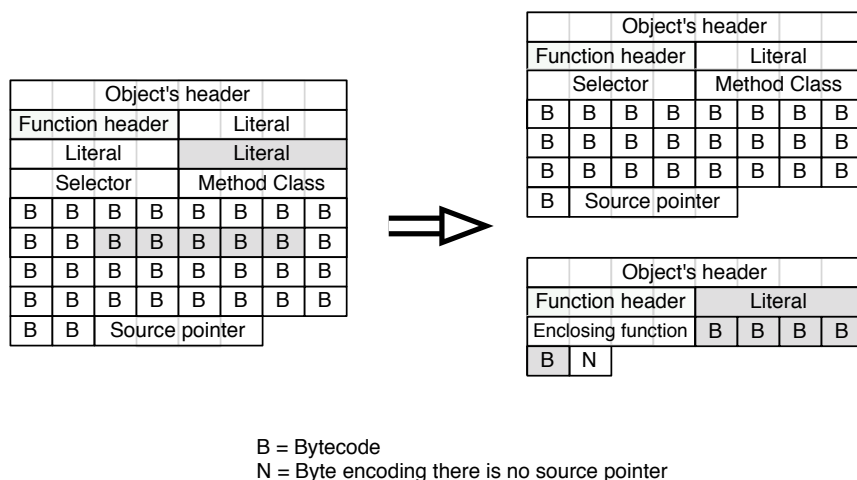 Object's header
Function header Literal
Literal Literal
Selector Method Class
B B B B B B B B
B B B B B B B B
B B B B B B B B
B B B B B B B B
B B Source pointer
Object's header
Function header Literal
Selector Method Class
B B B B B B B B
B B B B B B B B
B B B B B B B B
B Source pointer
Object's header
Function header Literal
Enclosing function B B B B
B N
B = Bytecode
N = Byte encoding there is no source pointer